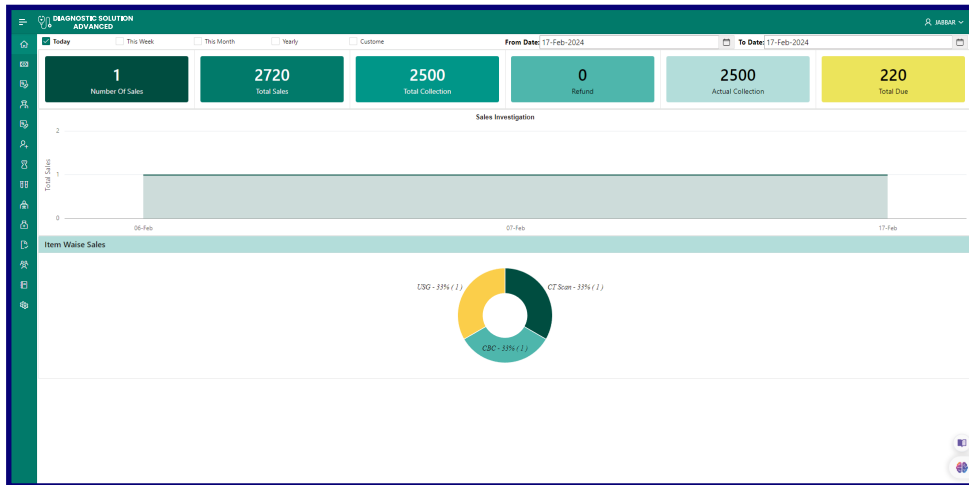 DIAGNOSTIC SOLUTION
ADVANCED
JABBAR
Today This Week This Month Yearly Custome From Date: 17-Feb-2024 To Date: 17-Feb-2024
1 2720 2500 0 2500 220
Number Of Sales Total Sales Total Collection Refund Actual Collection Total Due
Sales Investigation
2
1
0
Total Sales
06-Feb 07-Feb 17-Feb
Item Waise Sales
USG - 33% ( 1 ) CT Scan - 33% ( 1 )
CBC - 33% ( 1 )